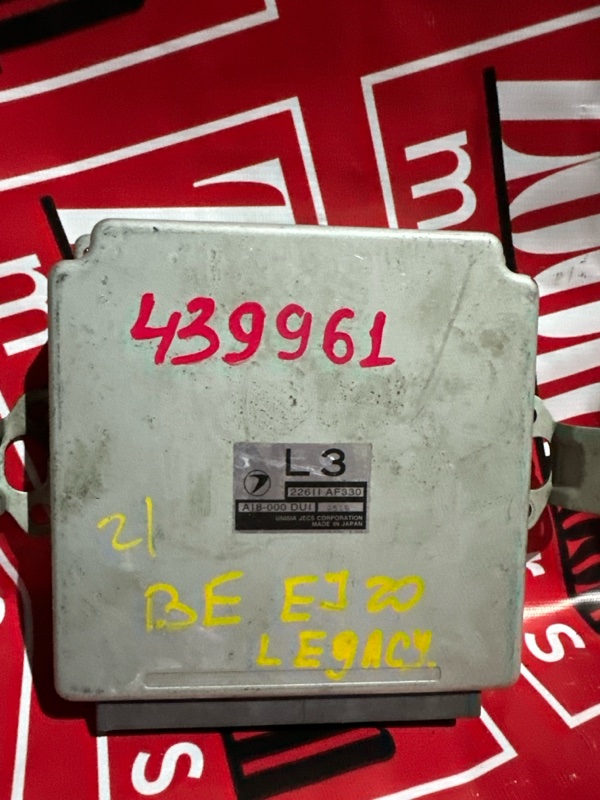 439961
L3
22611 AF330
A18-000 DU1
UNISIA JECS CORPORATION
MADE IN JAPAN
21
BE EJ20
LEGACY
m
m
S
S